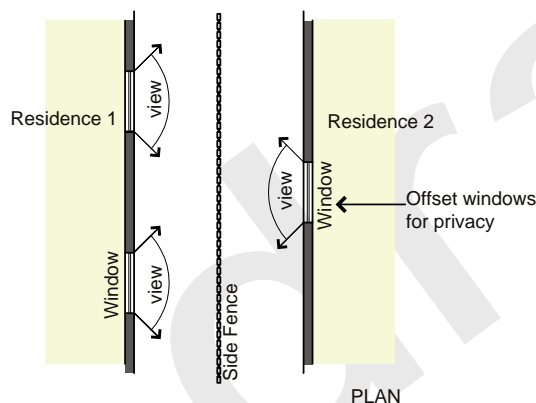 Residence 1
view
Residence 2
view
Window
Offset windows
for privacy
Window
view
Side Fence
PLAN